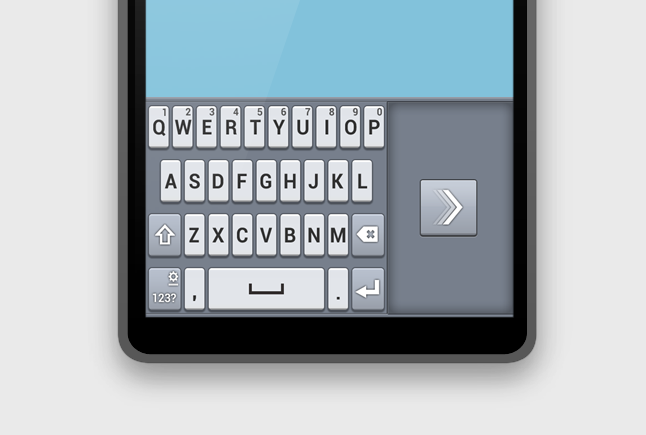 1 2 3 4 5 6 7 8 9 0
Q W E R T Y U I O P
A S D F G H J K L
Z X C V B N M
123? , .